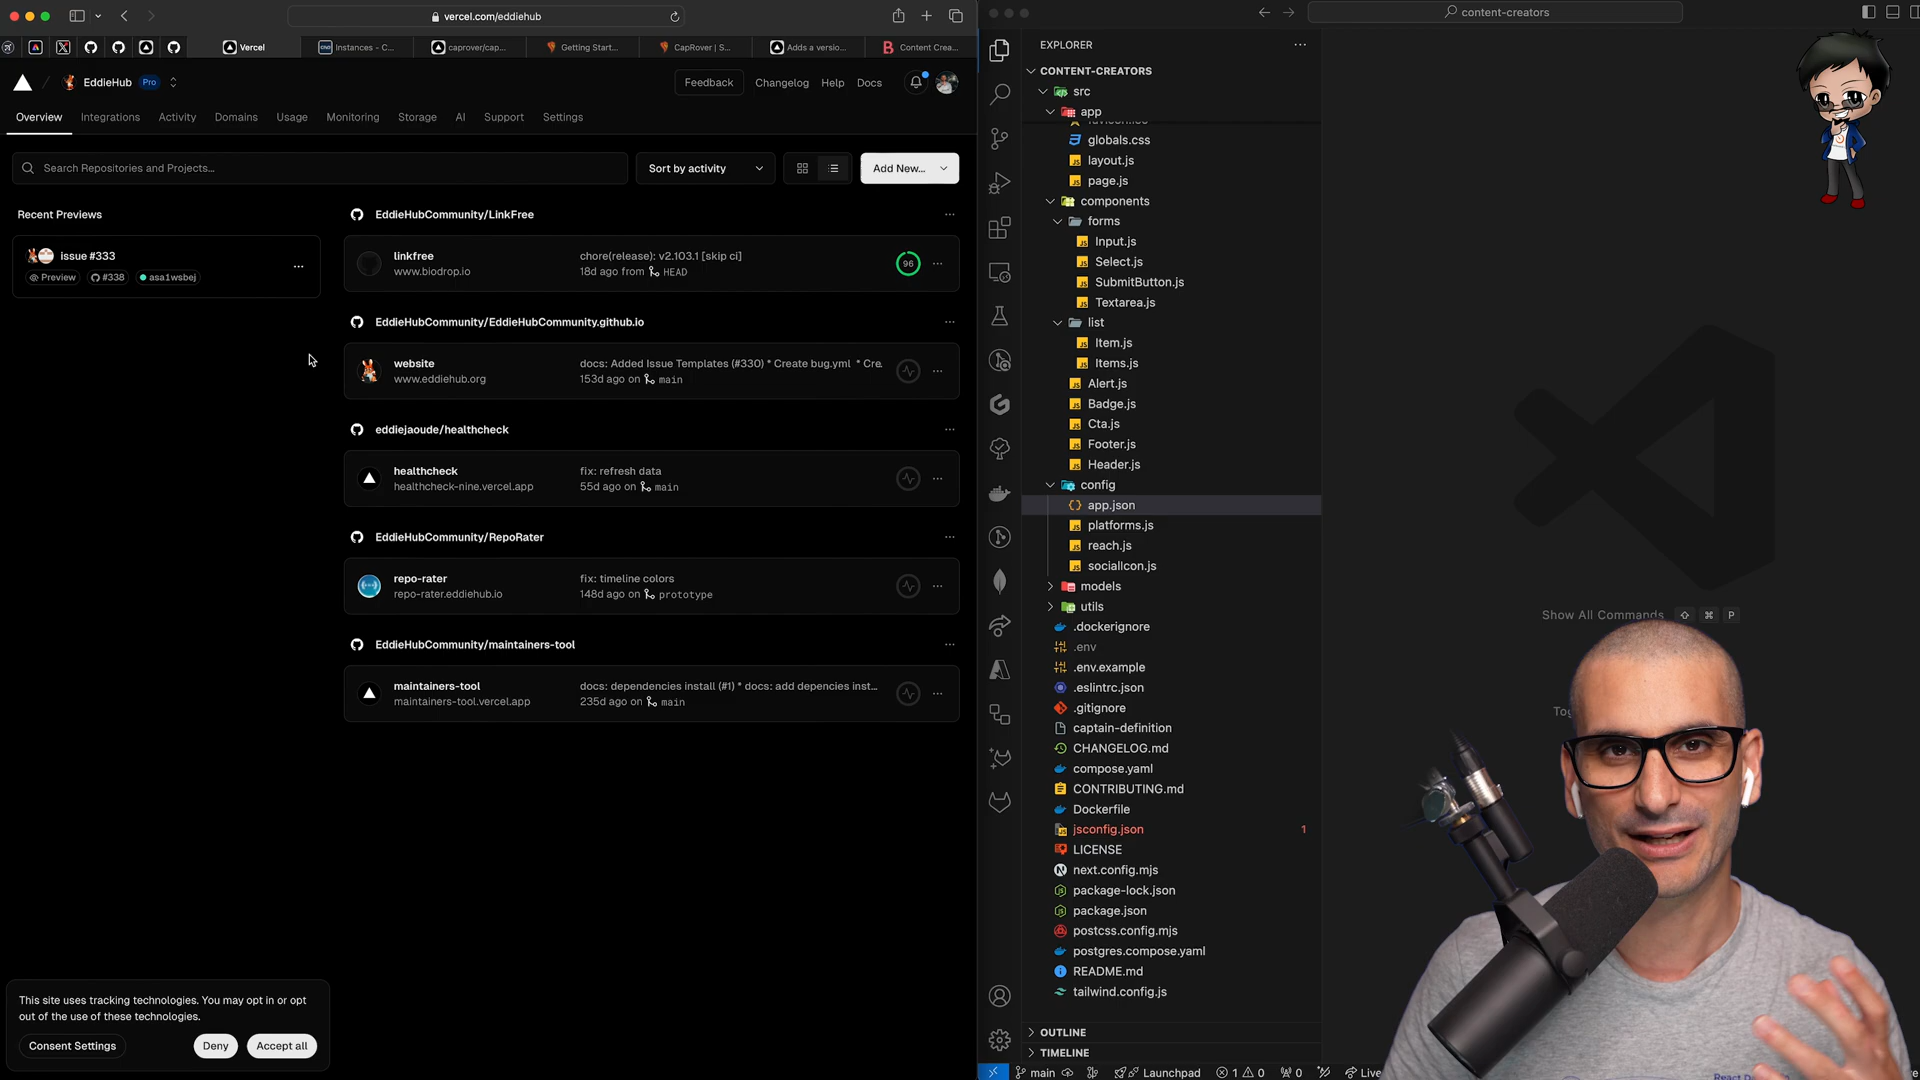 vercel.com/eddiehub
Vercel
Instances - C...
caprover/cap...
Getting Start...
CapRover | S...
Adds a versio...
Content Crea...
EddieHub
Pro
Feedback
Changelog
Help
Docs
Overview
Integrations
Activity
Domains
Usage
Monitoring
Storage
AI
Support
Settings
Search Repositories and Projects...
Sort by activity
Add New...
Recent Previews
issue #333
Preview
#338
asa1wsbej
EddieHubCommunity/LinkFree
linkfree
chore(release): v2.103.1 [skip ci]
www.biodrop.io
18d ago from HEAD
96
EddieHubCommunity/EddieHubCommunity.github.io
website
docs: Added Issue Templates (#330) * Create bug.yml * Cre.
www.eddiehub.org
153d ago on main
eddiejaoude/healthcheck
healthcheck
fix: refresh data
healthcheck-nine.vercel.app
55d ago on main
EddieHubCommunity/RepoRater
repo-rater
fix: timeline colors
repo-rater.eddiehub.io
148d ago on prototype
EddieHubCommunity/maintainers-tool
maintainers-tool
docs: dependencies install (#1) * docs: add depencies inst...
maintainers-tool.vercel.app
235d ago on main
This site uses tracking technologies. You may opt in or opt
out of the use of these technologies.
Consent Settings
Deny
Accept all
content-creators
EXPLORER
CONTENT-CREATORS
src
app
globals.css
layout.js
page.js
components
forms
Input.js
Select.js
SubmitButton.js
Textarea.js
list
Item.js
Items.js
Alert.js
Badge.js
Cta.js
Footer.js
Header.js
config
app.json
platforms.js
reach.js
socialIcon.js
models
utils
.dockerignore
.env
.env.example
.eslintrc.json
.gitignore
captain-definition
CHANGELOG.md
compose.yaml
CONTRIBUTING.md
Dockerfile
jsconfig.json
1
LICENSE
next.config.mjs
package-lock.json
package.json
postcss.config.mjs
postgres.compose.yaml
README.md
tailwind.config.js
OUTLINE
TIMELINE
Show All Commands
⌘
P
main
Launchpad
1
0
0
Live